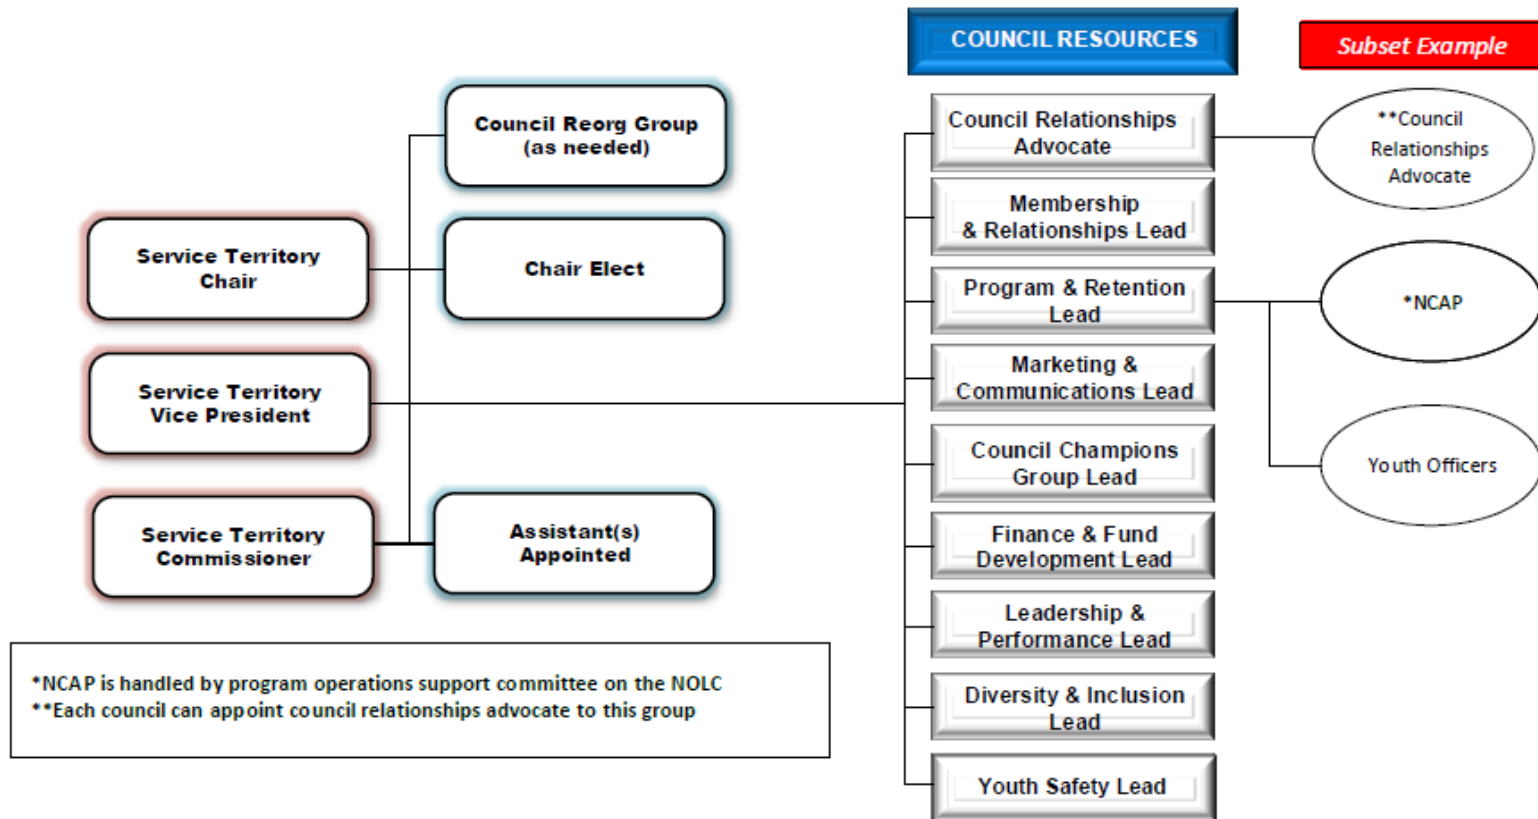 COUNCIL RESOURCES
Subset Example
Council Reorg Group
(as needed)
Service Territory
Chair
Chair Elect
Service Territory
Vice President
Service Territory
Commissioner
Assistant(s)
Appointed
Council Relationships
Advocate
Membership
& Relationships Lead
Program & Retention
Lead
Marketing &
Communications Lead
Council Champions
Group Lead
Finance & Fund
Development Lead
Leadership &
Performance Lead
Diversity & Inclusion
Lead
Youth Safety Lead
**Council
Relationships
Advocate
*NCAP
Youth Officers
*NCAP is handled by program operations support committee on the NOLC
**Each council can appoint council relationships advocate to this group